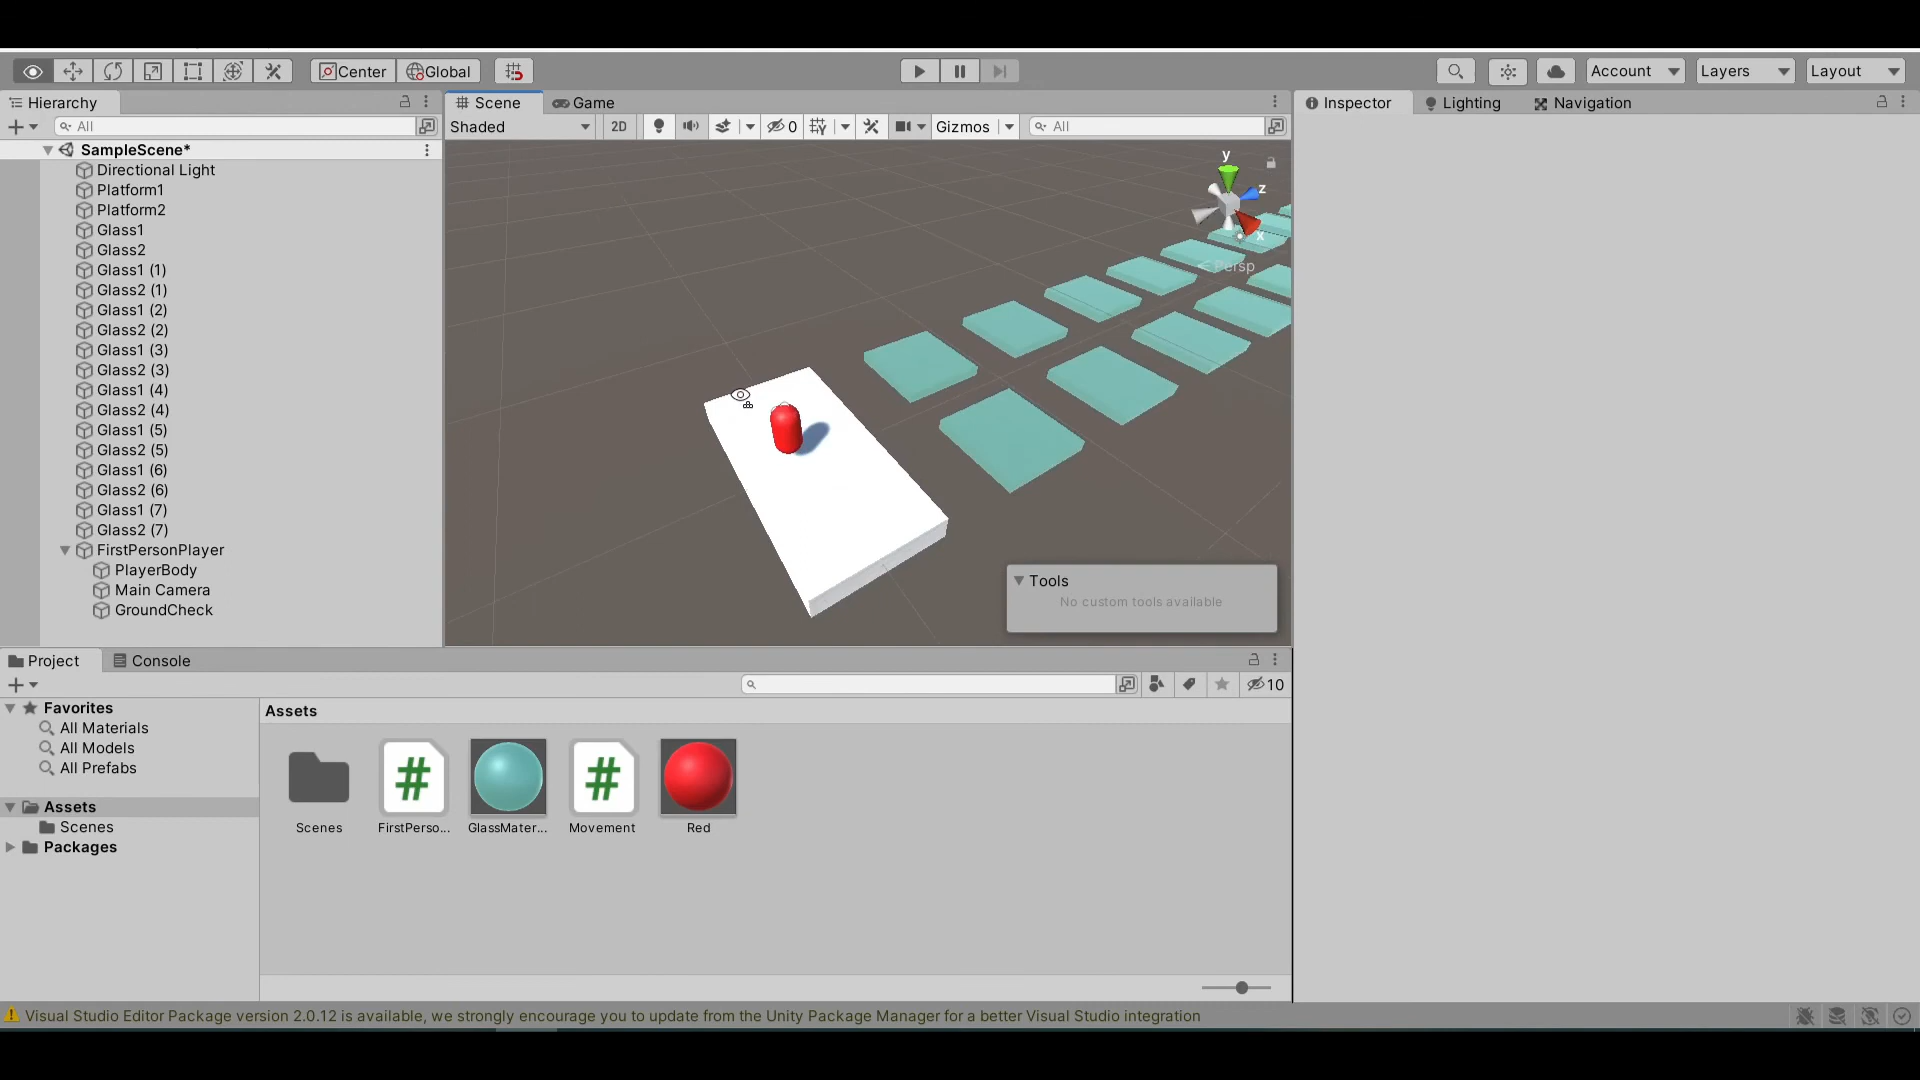 Center Global Account Layers Layout
Hierarchy Scene Game Inspector Lighting Navigation
All Shaded 2D 0 Gizmos All
SampleScene*
Directional Light
Platform1
Platform2
Glass1
Glass2
Glass1 (1)
Glass2 (1)
Glass1 (2)
Glass2 (2)
Glass1 (3)
Glass2 (3)
Glass1 (4)
Glass2 (4)
Glass1 (5)
Glass2 (5)
Glass1 (6)
Glass2 (6)
Glass1 (7)
Glass2 (7)
FirstPersonPlayer
PlayerBody
Main Camera
GroundCheck
y
z
x
< Persp
Tools
No custom tools available
Project Console
10
Favorites
All Materials
All Models
All Prefabs
Assets
Scenes
Packages
Assets
Scenes FirstPerso... GlassMater... Movement Red
Visual Studio Editor Package version 2.0.12 is available, we strongly encourage you to update from the Unity Package Manager for a better Visual Studio integration